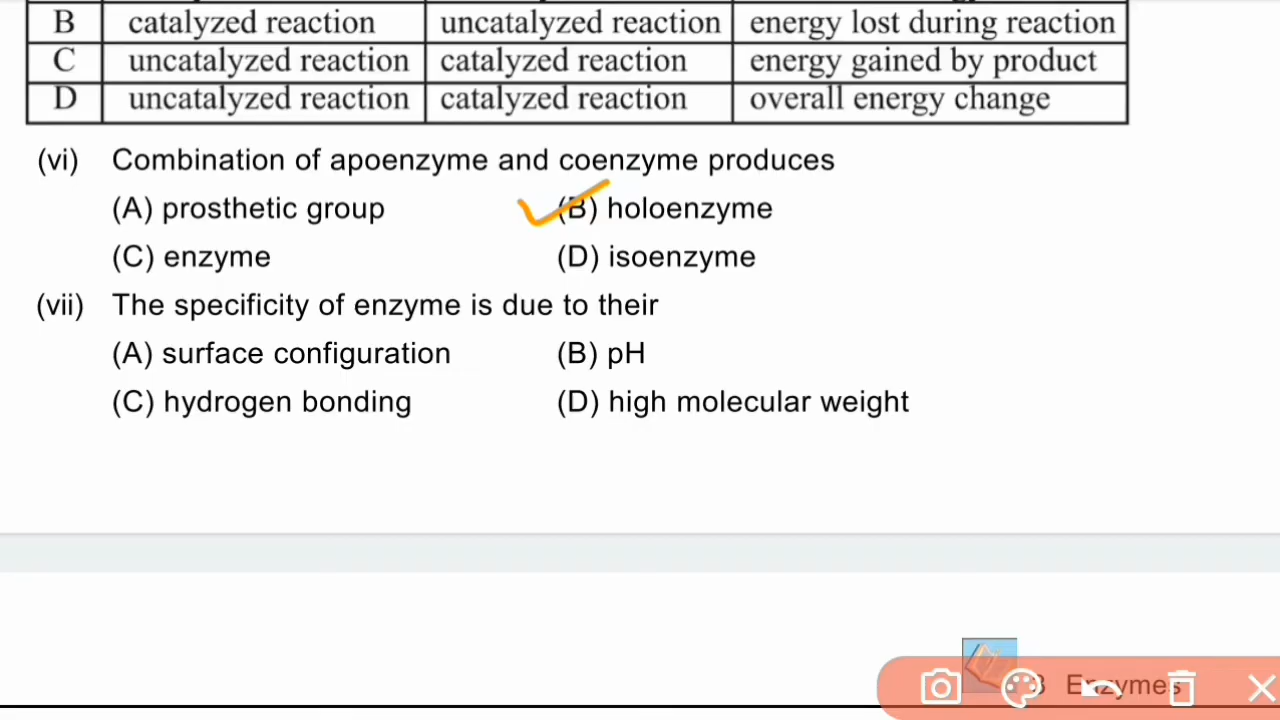 B catalyzed reaction uncatalyzed reaction energy lost during reaction
C uncatalyzed reaction catalyzed reaction energy gained by product
D uncatalyzed reaction catalyzed reaction overall energy change
(vi) Combination of apoenzyme and coenzyme produces
(A) prosthetic group (B) holoenzyme
(C) enzyme (D) isoenzyme
(vii) The specificity of enzyme is due to their
(A) surface configuration (B) pH
(C) hydrogen bonding (D) high molecular weight
3 Enzymes